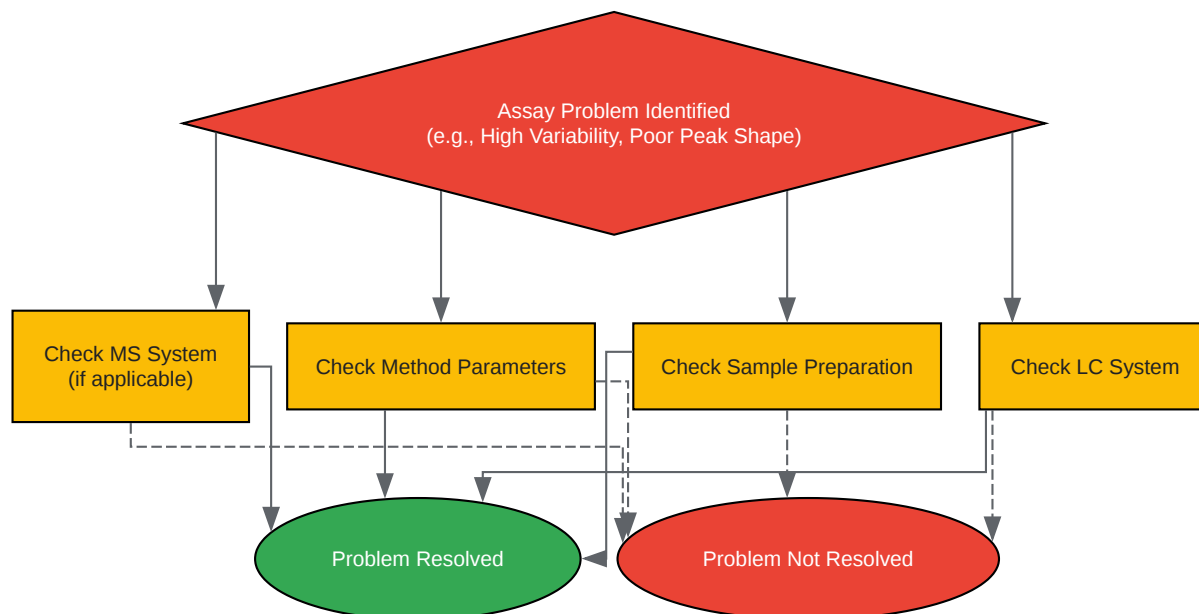 Assay Problem Identified
(e.g., High Variability, Poor Peak Shape)
Check MS System
(if applicable)
Check Method Parameters
Check Sample Preparation
Check LC System
Problem Resolved
Problem Not Resolved